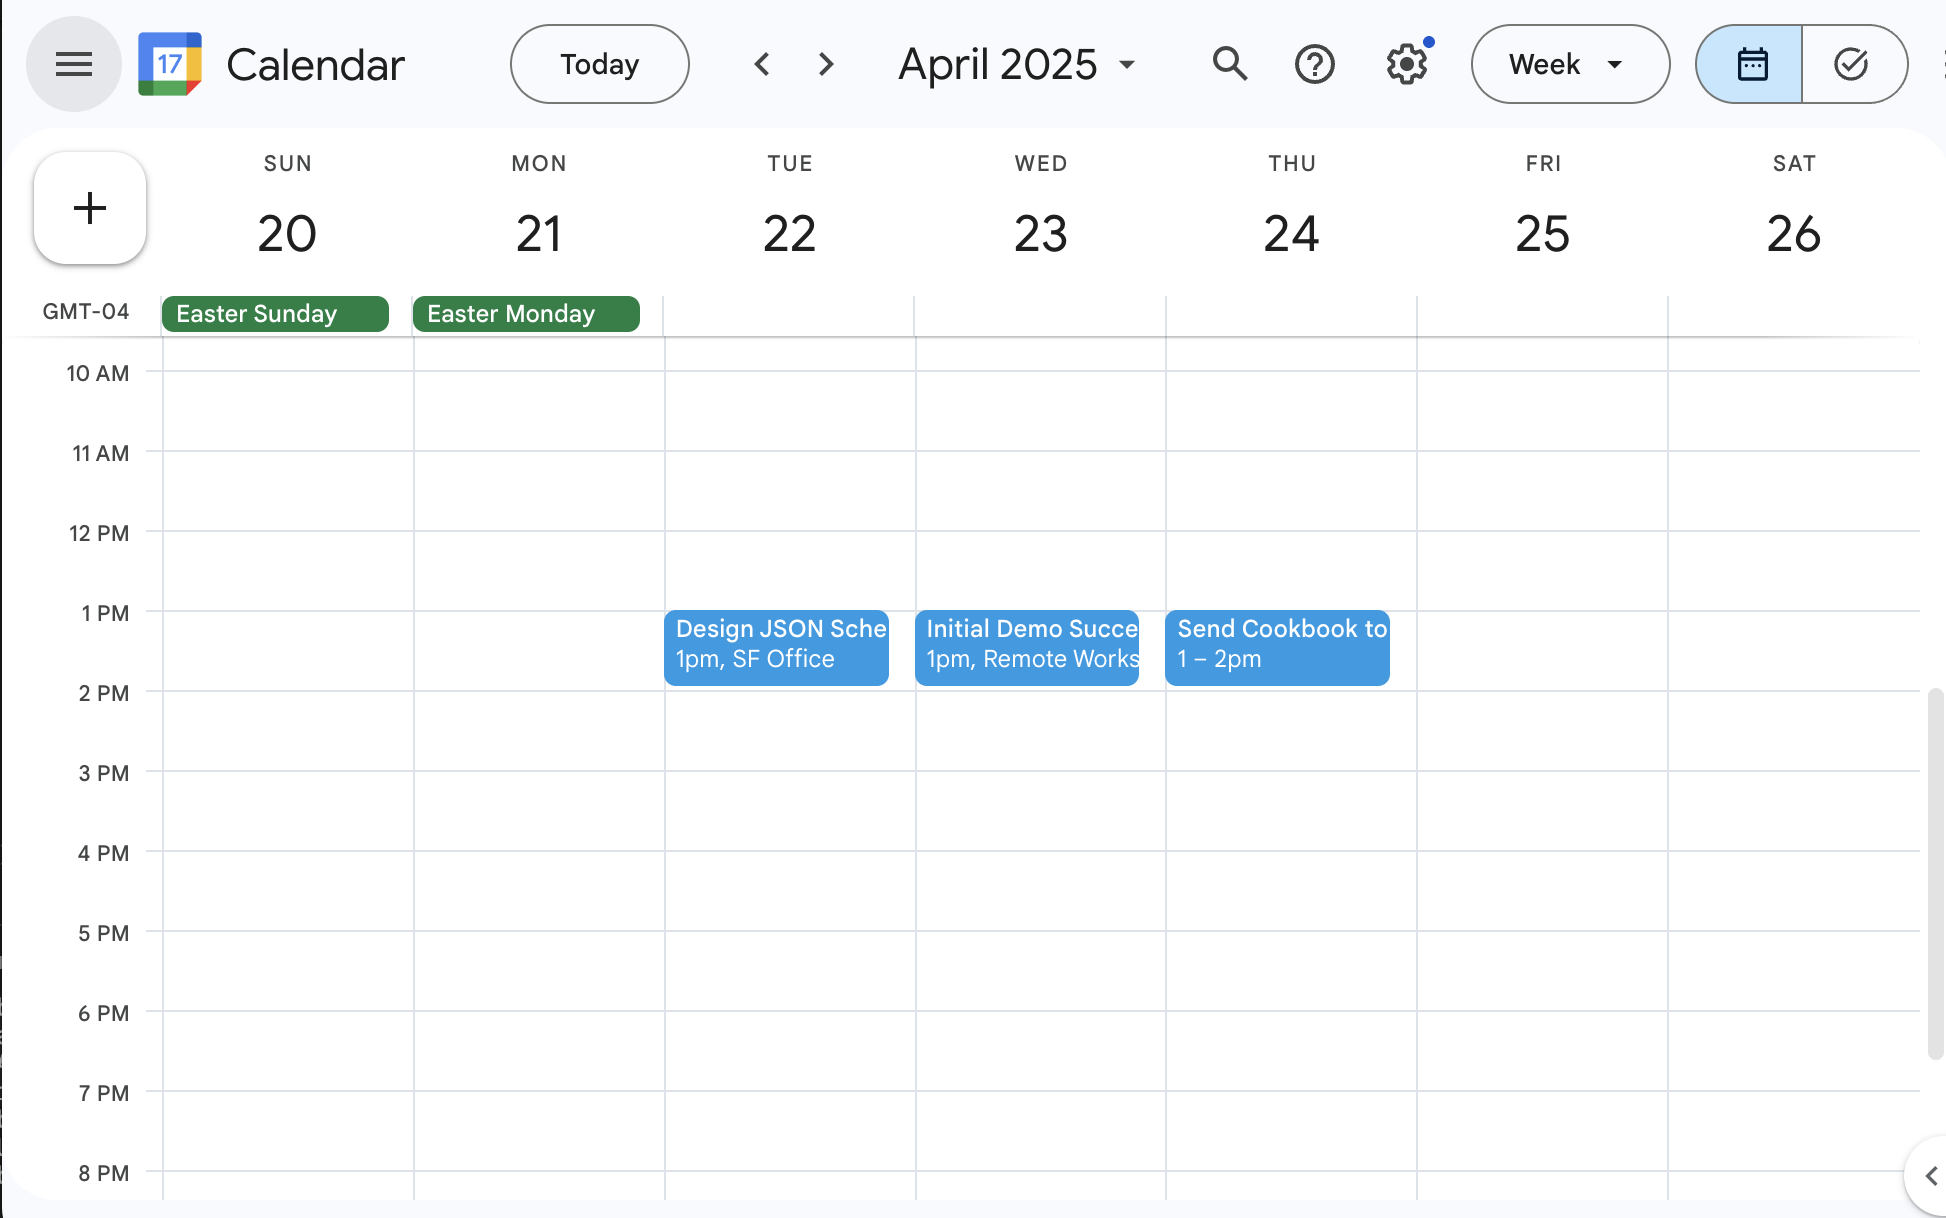 17 Calendar Today April 2025 Week
SUN MON TUE WED THU FRI SAT
20 21 22 23 24 25 26
GMT-04 Easter Sunday Easter Monday
10 AM
11 AM
12 PM
1 PM
Design JSON Sche
1pm, SF Office
Initial Demo Succe
1pm, Remote Works
Send Cookbook to
1 – 2pm
2 PM
3 PM
4 PM
5 PM
6 PM
7 PM
8 PM